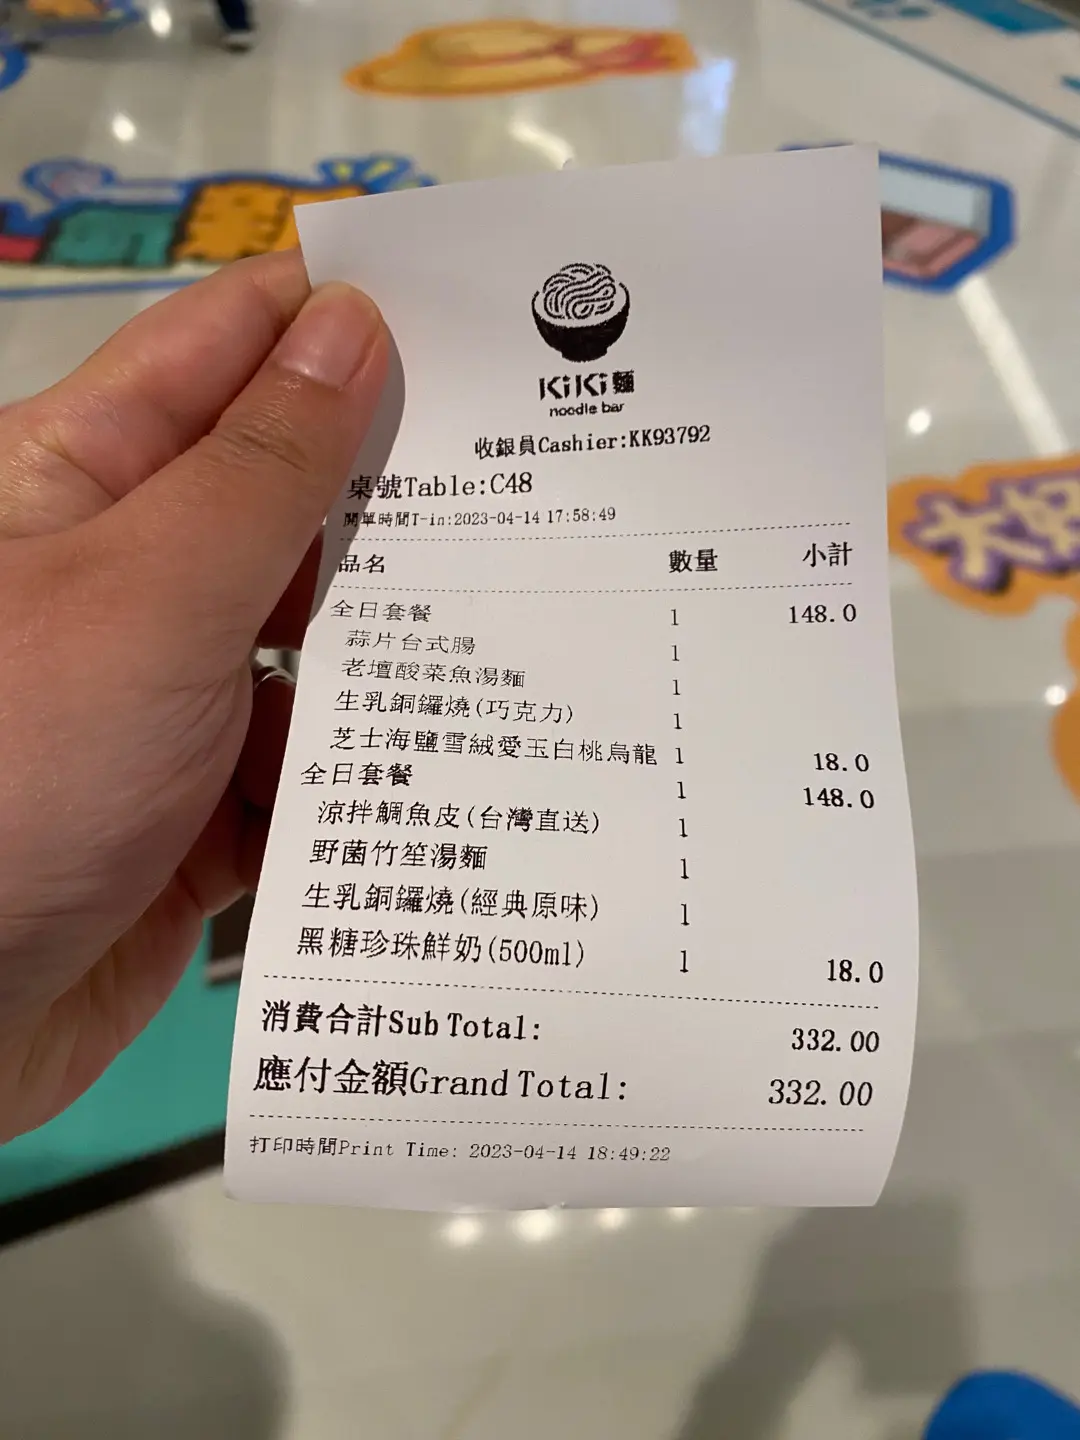 KiKi麵
noodle bar
收銀員Cashier:KK93792
桌號Table:C48
開單時間T-in:2023-04-14 17:58:49
品名 數量 小計
全日套餐 1 148.0
蒜片台式腸 1
老壇酸菜魚湯麵 1
生乳銅鑼燒(巧克力) 1
芝士海鹽雪絨愛玉白桃烏龍 1 18.0
全日套餐 1 148.0
涼拌鯛魚皮(台灣直送) 1
野菌竹笙湯麵 1
生乳銅鑼燒(經典原味) 1
黑糖珍珠鮮奶(500ml) 1 18.0
消費合計Sub Total: 332.00
應付金額Grand Total: 332.00
打印時間Print Time: 2023-04-14 18:49:22